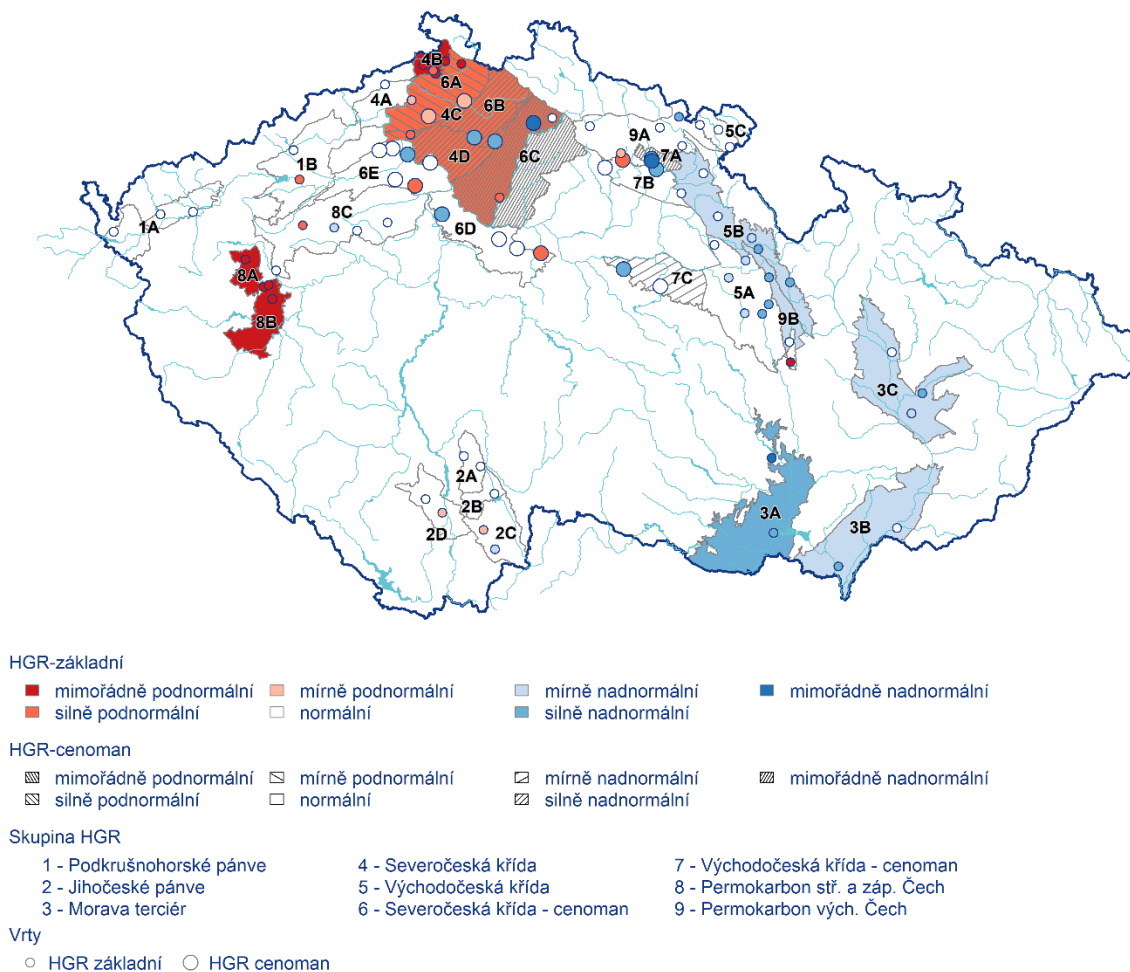 4B
6A
4A
6B
4C
5C
9A
7A
6C
4D
1B
6E
7B
8C
1A
6D
5B
8A
7C
5A
8B
9B
3C
2A
2B
3A
3B
2D
2C
HGR-základní
mimořádně podnormální mírně podnormální mírně nadnormální mimořádně nadnormální
silně podnormální normální silně nadnormální
HGR-cenoman
mimořádně podnormální mírně podnormální mírně nadnormální mimořádně nadnormální
silně podnormální normální silně nadnormální
Skupina HGR
1 - Podkrušnohorské pánve 4 - Severočeská křída 7 - Východočeská křída - cenoman
2 - Jihočeské pánve 5 - Východočeská křída 8 - Permokarbon stř. a záp. Čech
3 - Morava terciér 6 - Severočeská křída - cenoman 9 - Permokarbon vých. Čech
Vrty
HGR základní HGR cenoman